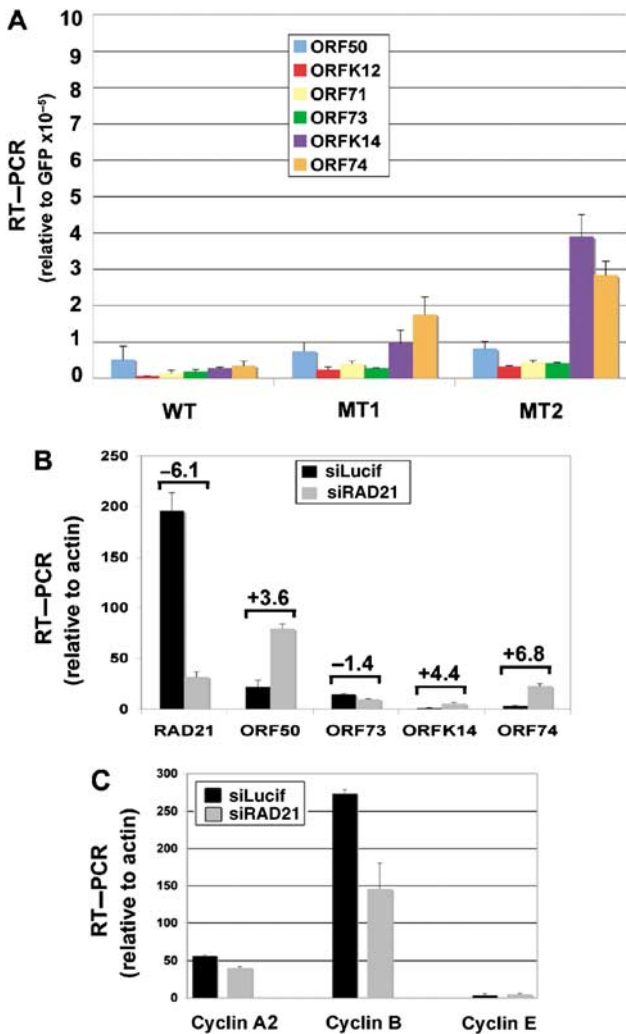 A
RT–PCR
(relative to GFP x10⁻⁵)
10
9
8
7
6
5
4
3
2
1
0
ORF50
ORFK12
ORF71
ORF73
ORFK14
ORF74
WT MT1 MT2
B
RT–PCR
(relative to actin)
250
200
150
100
50
0
siLucif
siRAD21
–6.1
+3.6
–1.4
+4.4
+6.8
RAD21 ORF50 ORF73 ORFK14 ORF74
C
RT–PCR
(relative to actin)
300
250
200
150
100
50
0
siLucif
siRAD21
Cyclin A2 Cyclin B Cyclin E